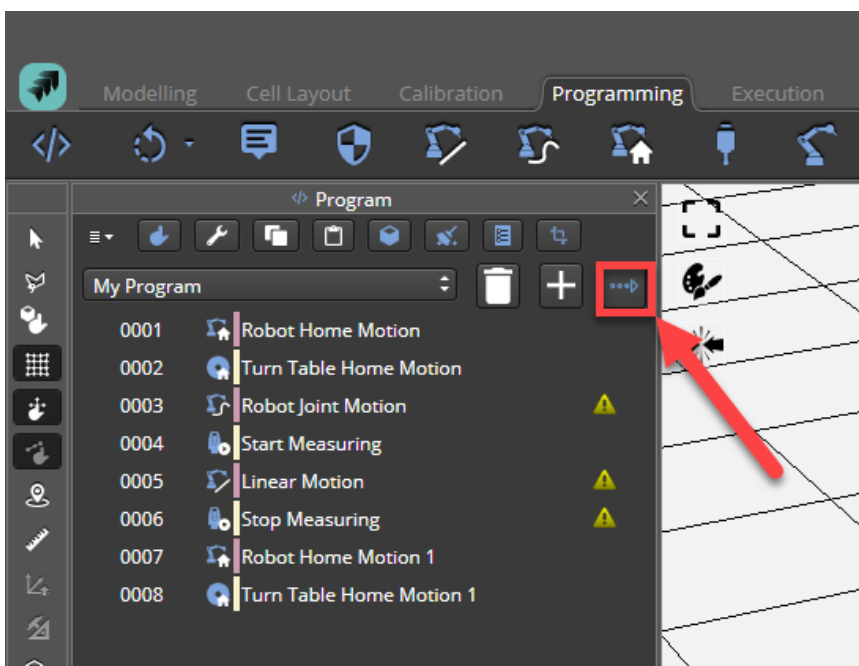 Modelling Cell Layout Calibration Programming Execution
</> Program
My Program
0001 Robot Home Motion
0002 Turn Table Home Motion
0003 Robot Joint Motion
0004 Start Measuring
0005 Linear Motion
0006 Stop Measuring
0007 Robot Home Motion 1
0008 Turn Table Home Motion 1